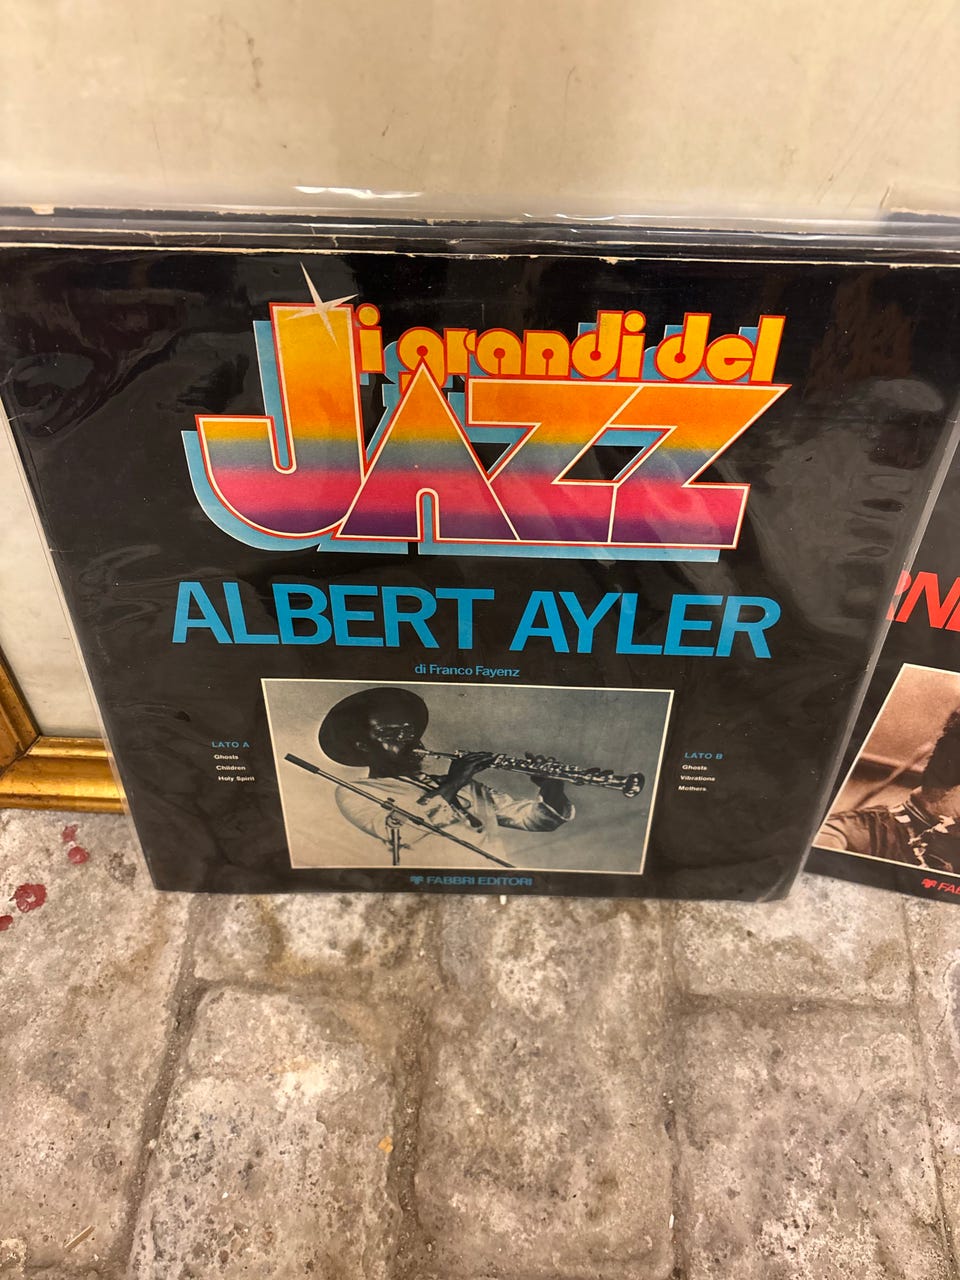 i grandi del
JAZZ
ALBERT AYLER
di Franco Fayenz
LATO A
Ghosts
Children
Holy Spirit
LATO B
Ghosts
Vibrations
Mothers
FABBRI EDITORI